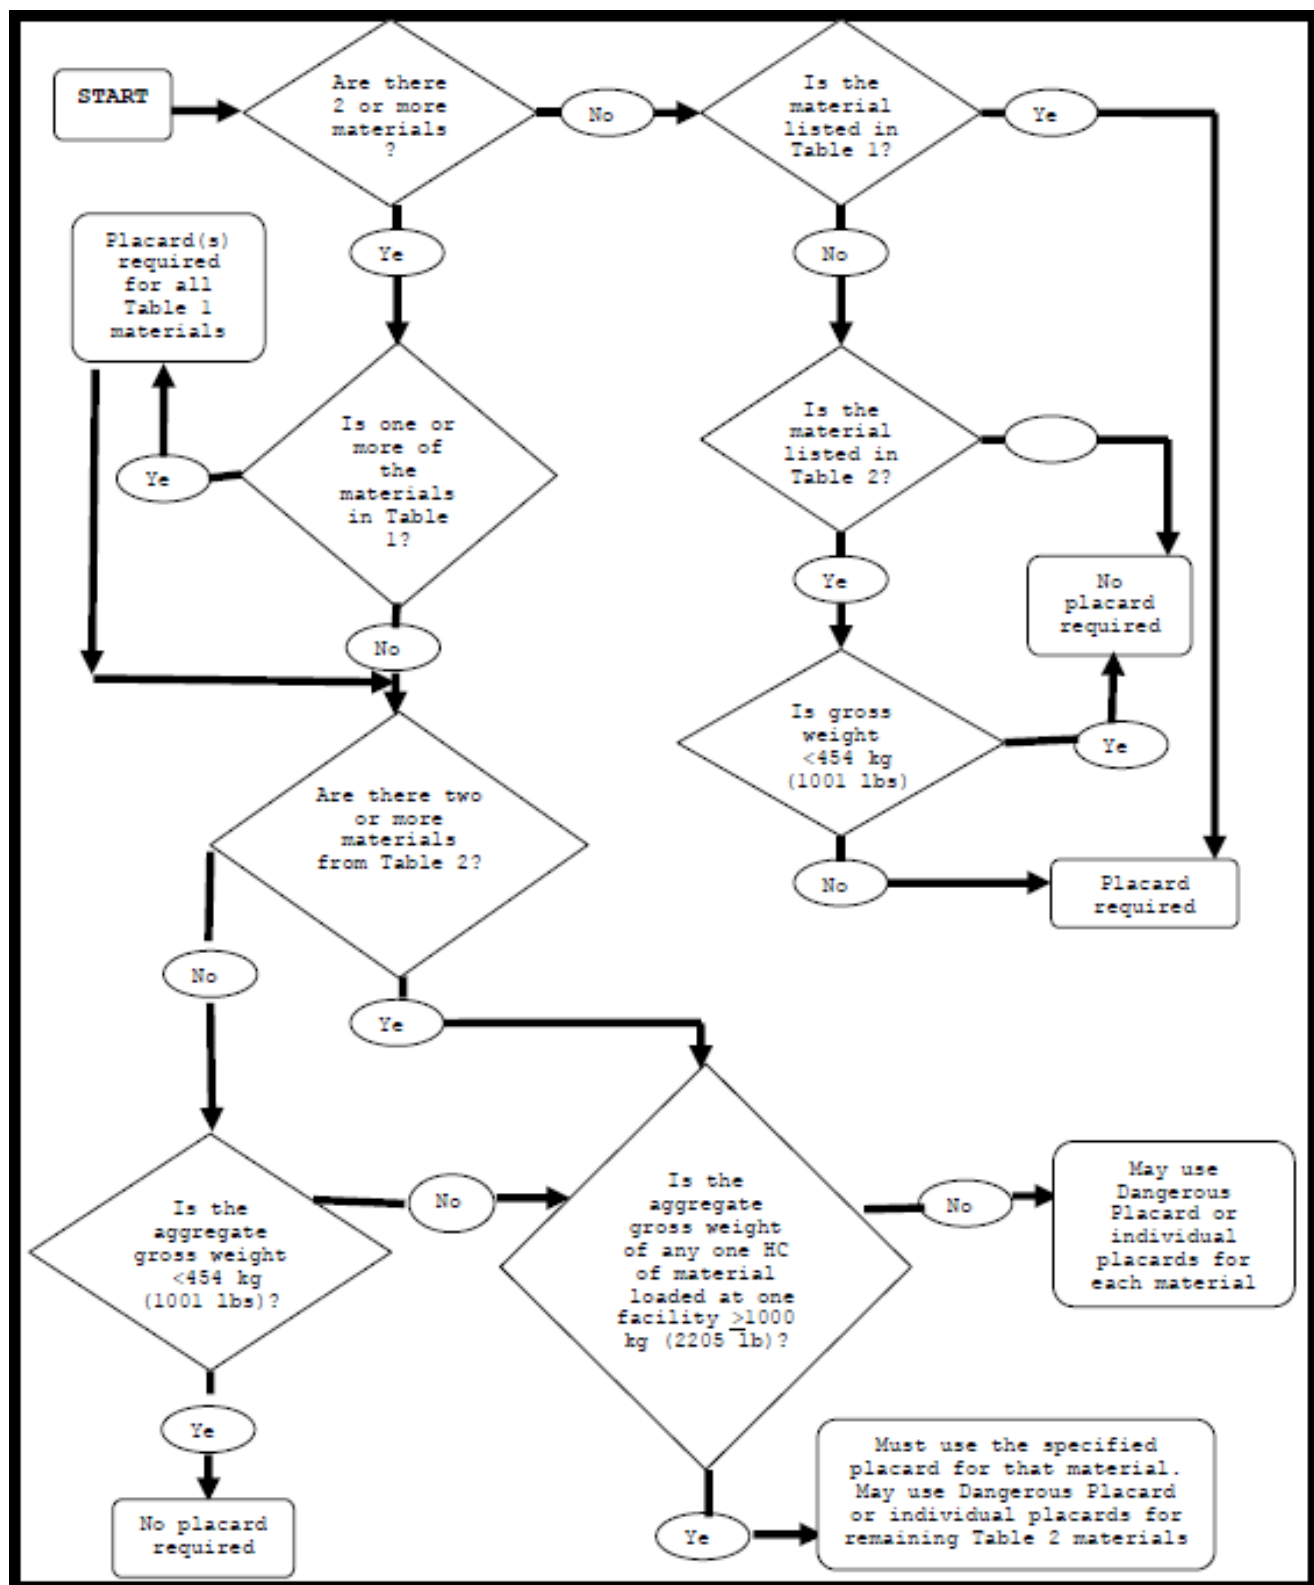 START
Are there
2 or more
materials
?
No
Is the
material
listed in
Table 1?
Ye
Placard(s)
required
for all
Table 1
materials
Ye
No
Is one or
more of
the
materials
in Table
1?
Ye
Is the
material
listed in
Table 2?
Ye
No
placard
required
No
Is gross
weight
<454 kg
(1001 lbs)
Ye
Are there two
or more
materials
from Table 2?
No
Placard
required
No
Ye
Is the
aggregate
gross weight
<454 kg
(1001 lbs)?
No
Is the
aggregate
gross weight
of any one HC
of material
loaded at one
facility >1000
kg (2205 lb)?
No
May use
Dangerous
Placard or
individual
placards for
each material
Ye
No placard
required
Ye
Must use the specified
placard for that material.
May use Dangerous Placard
or individual placards for
remaining Table 2 materials